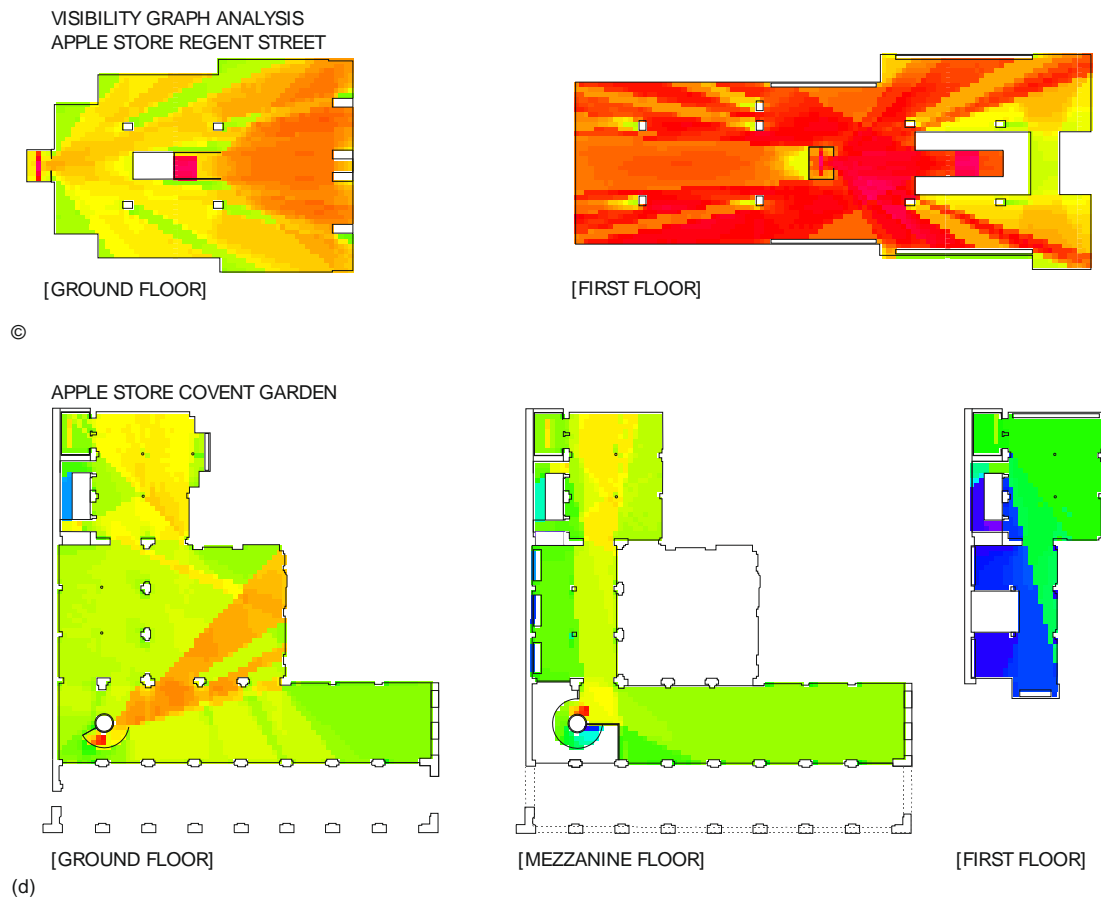 VISIBILITY GRAPH ANALYSIS
APPLE STORE REGENT STREET
[GROUND FLOOR]
[FIRST FLOOR]
©
APPLE STORE COVENT GARDEN
[GROUND FLOOR]
[MEZZANINE FLOOR]
[FIRST FLOOR]
(d)